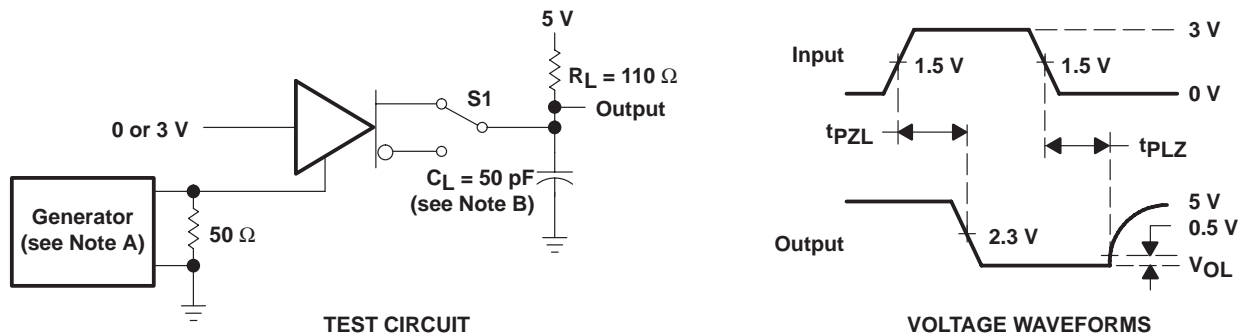 5 V
R_L = 110 Ω
S1
Output
0 or 3 V
C_L = 50 pF
(see Note B)
Generator
(see Note A)
50 Ω
TEST CIRCUIT
Input
3 V
1.5 V
1.5 V
0 V
t_PZL
t_PLZ
Output
5 V
0.5 V
2.3 V
V_OL
VOLTAGE WAVEFORMS